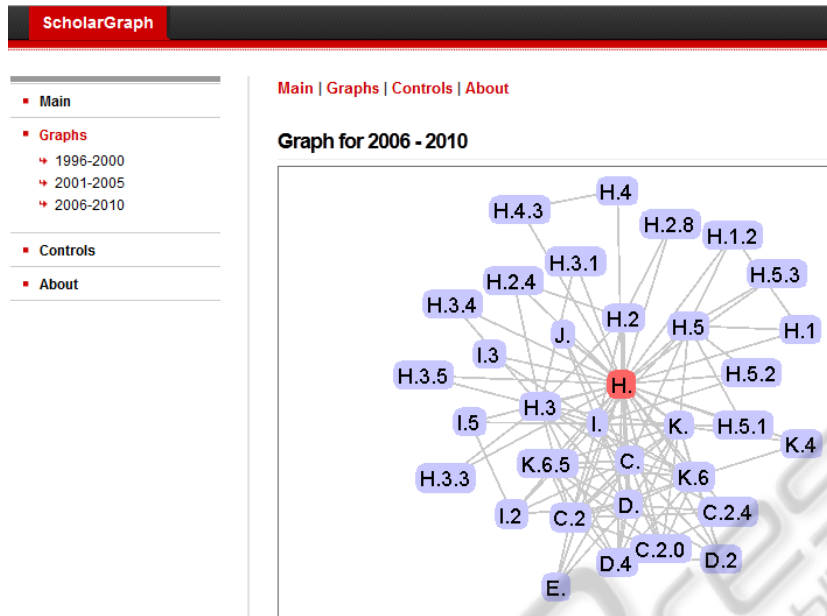 ScholarGraph
Main | Graphs | Controls | About
Main
Graphs
1996-2000
2001-2005
2006-2010
Controls
About
Graph for 2006 - 2010
H.4
H.4.3
H.2.8
H.1.2
H.3.1
H.5.3
H.2.4
H.3.4
H.2
H.5
H.1
J.
I.3
H.3.5
H.5.2
H.
H.3
I.5
I.
K.
H.5.1
K.4
K.6.5
C.
H.3.3
K.6
I.2
C.2
D.
C.2.4
C.2.0
D.4
D.2
E.